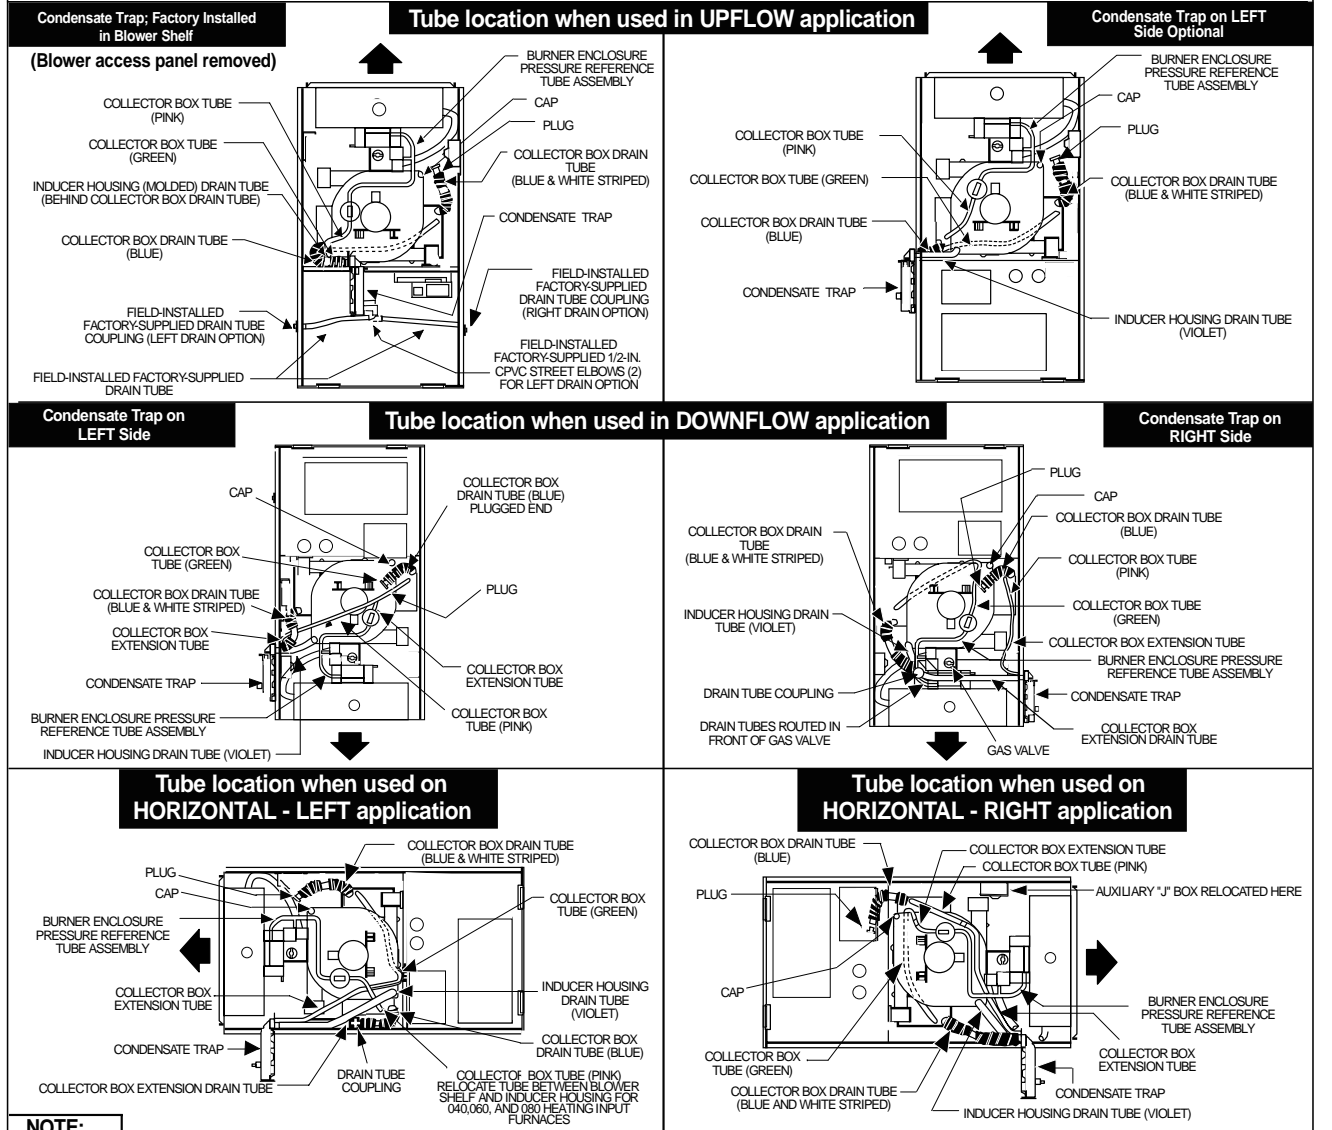 Condensate Trap; Factory Installed
in Blower Shelf
(Blower access panel removed)
Tube location when used in UPFLOW application
Condensate Trap on LEFT
Side Optional
BURNER ENCLOSURE
PRESSURE REFERENCE
TUBE ASSEMBLY
CAP
PLUG
COLLECTOR BOX DRAIN
TUBE
(BLUE & WHITE STRIPED)
CONDENSATE TRAP
FIELD-INSTALLED
FACTORY-SUPPLIED
DRAIN TUBE COUPLING
(RIGHT DRAIN OPTION)
FIELD-INSTALLED
FACTORY-SUPPLIED 1/2-IN.
CPVC STREET ELBOWS (2)
FOR LEFT DRAIN OPTION
COLLECTOR BOX TUBE
(PINK)
COLLECTOR BOX TUBE
(GREEN)
INDUCER HOUSING (MOLDED) DRAIN TUBE
(BEHIND COLLECTOR BOX DRAIN TUBE)
COLLECTOR BOX DRAIN TUBE
(BLUE)
FIELD-INSTALLED
FACTORY-SUPPLIED DRAIN TUBE
COUPLING (LEFT DRAIN OPTION)
FIELD-INSTALLED FACTORY-SUPPLIED
DRAIN TUBE
BURNER ENCLOSURE
PRESSURE REFERENCE
TUBE ASSEMBLY
CAP
PLUG
COLLECTOR BOX TUBE
(PINK)
COLLECTOR BOX TUBE (GREEN)
COLLECTOR BOX DRAIN TUBE
(BLUE & WHITE STRIPED)
COLLECTOR BOX DRAIN TUBE
(BLUE)
CONDENSATE TRAP
INDUCER HOUSING DRAIN TUBE
(VIOLET)
Condensate Trap on
LEFT Side
Tube location when used in DOWNFLOW application
Condensate Trap on
RIGHT Side
CAP
COLLECTOR BOX
DRAIN TUBE (BLUE)
PLUGGED END
COLLECTOR BOX
TUBE (GREEN)
PLUG
COLLECTOR BOX DRAIN TUBE
(BLUE & WHITE STRIPED)
COLLECTOR BOX
EXTENSION TUBE
COLLECTOR BOX
EXTENSION TUBE
CONDENSATE TRAP
COLLECTOR BOX
TUBE (PINK)
BURNER ENCLOSURE PRESSURE
REFERENCE TUBE ASSEMBLY
INDUCER HOUSING DRAIN TUBE (VIOLET)
PLUG
CAP
COLLECTOR BOX DRAIN TUBE
(BLUE)
COLLECTOR BOX DRAIN
TUBE
(BLUE & WHITE STRIPED)
COLLECTOR BOX TUBE
(PINK)
COLLECTOR BOX TUBE
(GREEN)
INDUCER HOUSING DRAIN
TUBE (VIOLET)
COLLECTOR BOX EXTENSION TUBE
BURNER ENCLOSURE PRESSURE
REFERENCE TUBE ASSEMBLY
DRAIN TUBE COUPLING
CONDENSATE TRAP
DRAIN TUBES ROUTED IN
FRONT OF GAS VALVE
COLLECTOR BOX
EXTENSION DRAIN TUBE
GAS VALVE
Tube location when used on
HORIZONTAL - LEFT application
Tube location when used on
HORIZONTAL - RIGHT application
COLLECTOR BOX DRAIN TUBE
(BLUE & WHITE STRIPED)
PLUG
CAP
COLLECTOR BOX
TUBE (GREEN)
BURNER ENCLOSURE
PRESSURE REFERENCE
TUBE ASSEMBLY
COLLECTOR BOX
EXTENSION TUBE
INDUCER HOUSING
DRAIN TUBE
(VIOLET)
CONDENSATE TRAP
COLLECTOR BOX
DRAIN TUBE (BLUE)
COLLECTOR BOX EXTENSION DRAIN TUBE
DRAIN TUBE
COUPLING
COLLECTOR BOX TUBE (PINK)
RELOCATE TUBE BETWEEN BLOWER
SHELF AND INDUCER HOUSING FOR
040,060, AND 080 HEATING INPUT
FURNACES
NOTE:
COLLECTOR BOX DRAIN TUBE
(BLUE)
COLLECTOR BOX EXTENSION TUBE
COLLECTOR BOX TUBE (PINK)
PLUG
AUXILIARY "J" BOX RELOCATED HERE
CAP
BURNER ENCLOSURE
PRESSURE REFERENCE
TUBE ASSEMBLY
COLLECTOR BOX
TUBE (GREEN)
COLLECTOR BOX
EXTENSION TUBE
COLLECTOR BOX DRAIN TUBE
(BLUE AND WHITE STRIPED)
CONDENSATE TRAP
INDUCER HOUSING DRAIN TUBE (VIOLET)